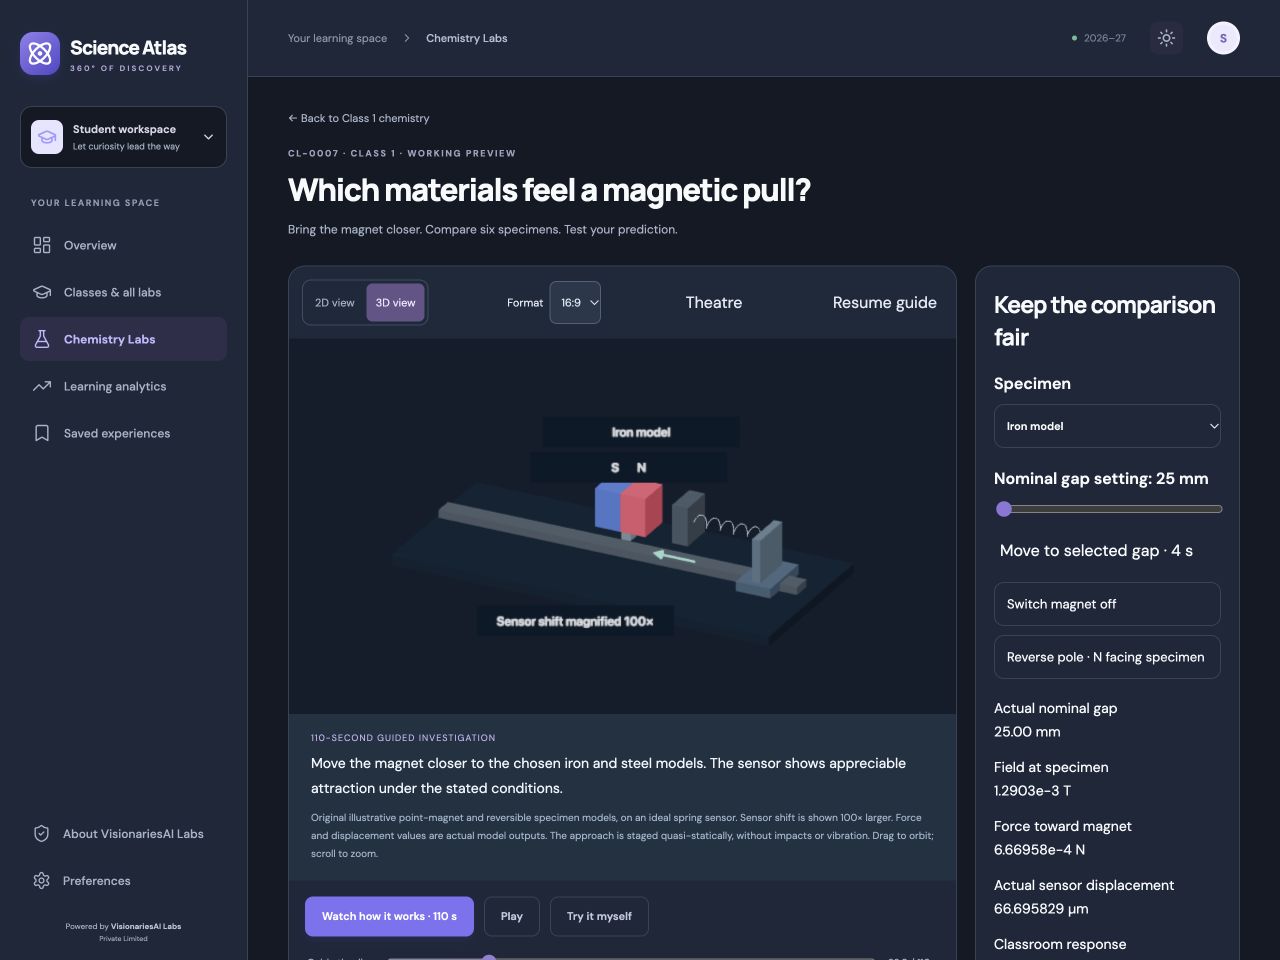 Science Atlas
360° OF DISCOVERY
Student workspace
Let curiosity lead the way
YOUR LEARNING SPACE
Overview
Classes & all labs
Chemistry Labs
Learning analytics
Saved experiences
About VisionariesAI Labs
Preferences
Powered by VisionariesAI Labs
Private Limited
Your learning space
Chemistry Labs
2026–27
S
← Back to Class 1 chemistry
CL-0007 · CLASS 1 · WORKING PREVIEW
Which materials feel a magnetic pull?
Bring the magnet closer. Compare six specimens. Test your prediction.
2D view
3D view
Format
16:9
Theatre
Resume guide
Iron model
S N
Sensor shift magnified 100×
110-SECOND GUIDED INVESTIGATION
Move the magnet closer to the chosen iron and steel models. The sensor shows appreciable
attraction under the stated conditions.
Original illustrative point-magnet and reversible specimen models, on an ideal spring sensor. Sensor shift is shown 100× larger. Force
and displacement values are actual model outputs. The approach is staged quasi-statically, without impacts or vibration. Drag to orbit;
scroll to zoom.
Watch how it works · 110 s
Play
Try it myself
Keep the comparison
fair
Specimen
Iron model
Nominal gap setting: 25 mm
Move to selected gap · 4 s
Switch magnet off
Reverse pole · N facing specimen
Actual nominal gap
25.00 mm
Field at specimen
1.2903e-3 T
Force toward magnet
6.66958e-4 N
Actual sensor displacement
66.695829 µm
Classroom response